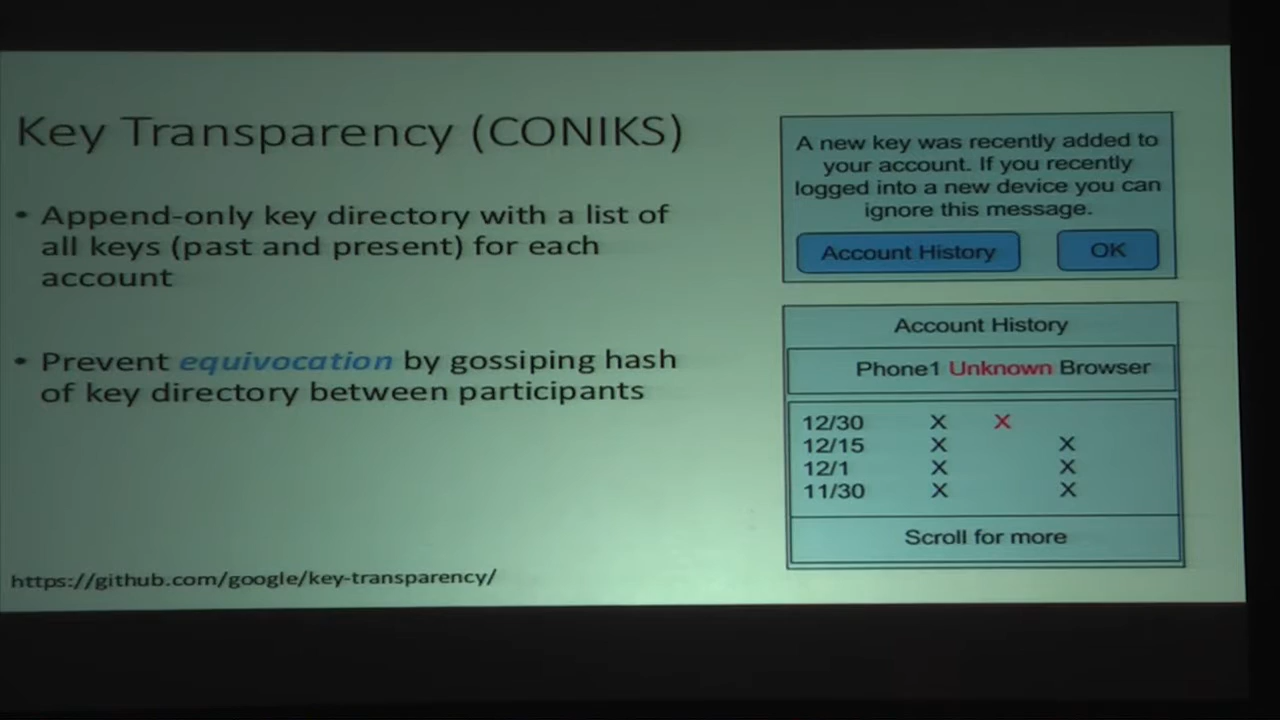 Key Transparency (CONIKS)
• Append-only key directory with a list of
all keys (past and present) for each
account
• Prevent equivocation by gossiping hash
of key directory between participants
https://github.com/google/key-transparency/
A new key was recently added to
your account. If you recently
logged into a new device you can
ignore this message.
Account History OK
Account History
Phone1 Unknown Browser
12/30 X X
12/15 X X
12/1 X X
11/30 X X
Scroll for more